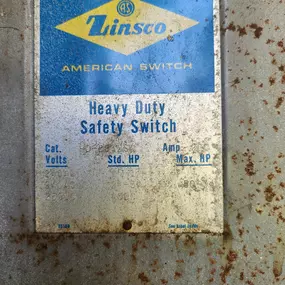 Zinsco
AMERICAN SWITCH
Heavy Duty
Safety Switch
Cat. Amp
Volts Std. HP Max. HP